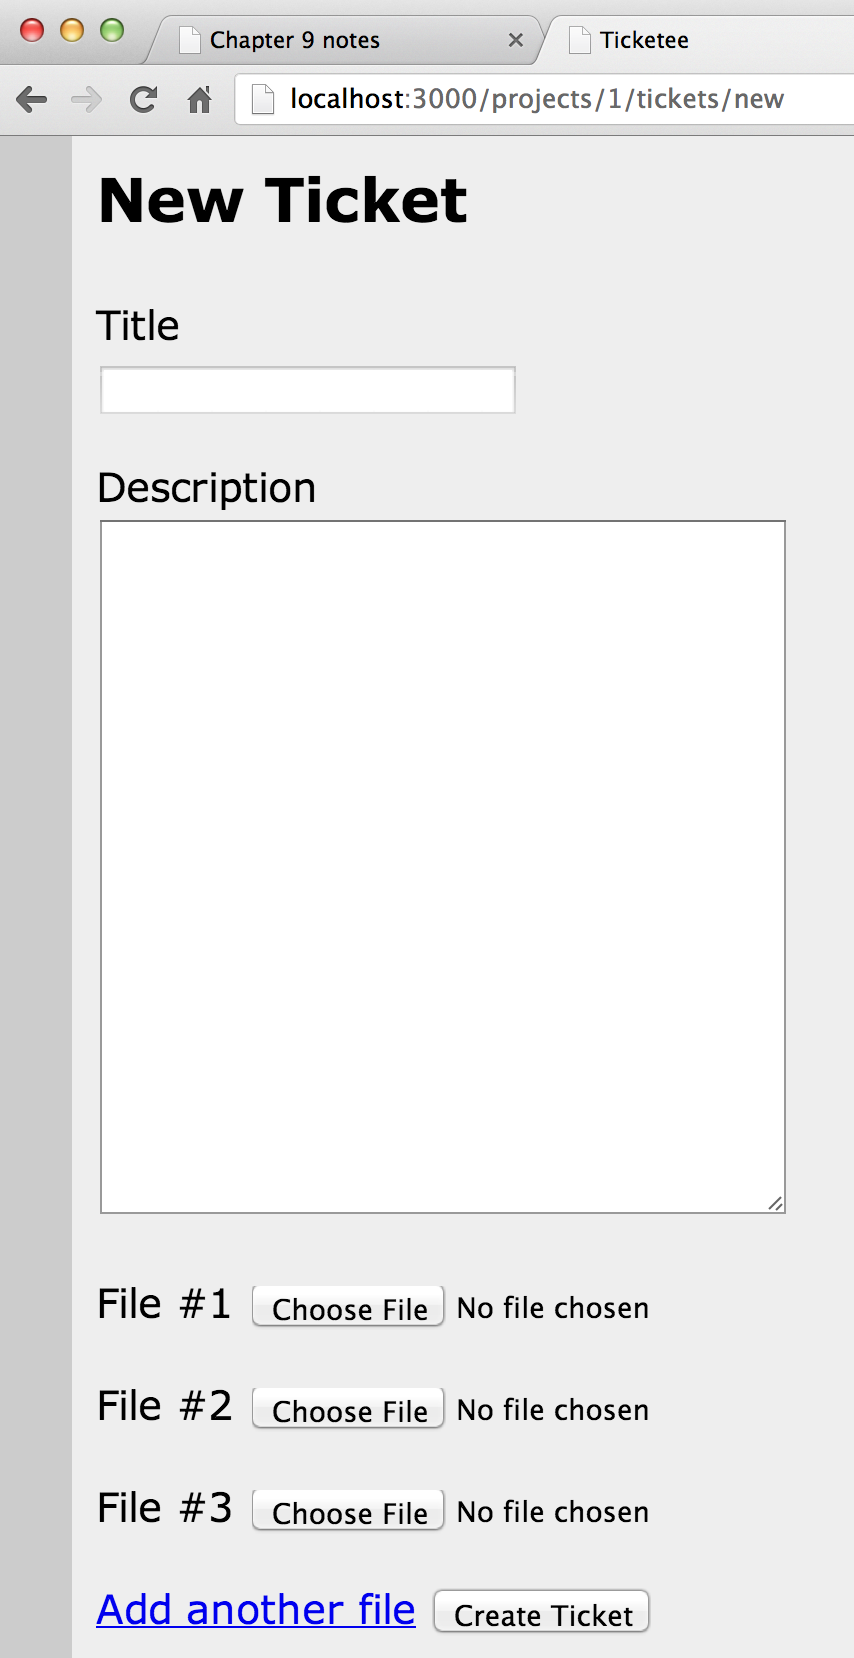 Chapter 9 notes
Ticketee
localhost:3000/projects/1/tickets/new
New Ticket
Title
Description
File #1 Choose File No file chosen
File #2 Choose File No file chosen
File #3 Choose File No file chosen
Add another file Create Ticket